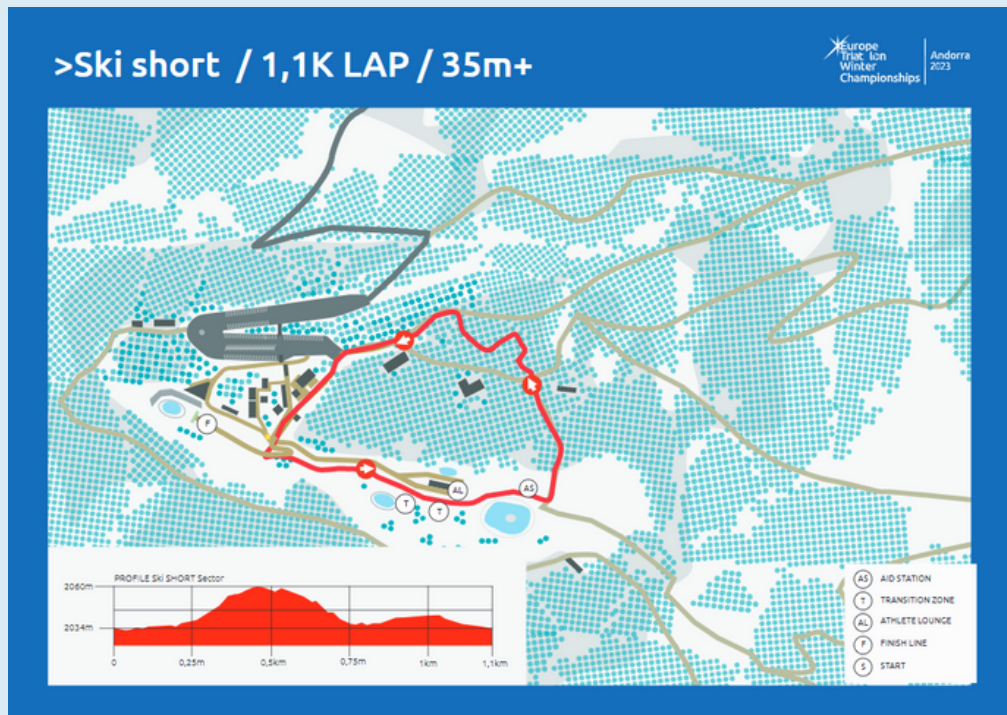 >Ski short / 1,1K LAP / 35m+
Europe
Triat lon
Winter
Championships
Andorra
2023
F
AL
AS
T
T
PROFILE Ski SHORT Sector
2060m
2034m
0
0,25m
0,5km
0,75m
1km
1,1km
AS AID STATION
T TRANSITION ZONE
AL ATHLETE LOUNGE
F FINISH LINE
S START